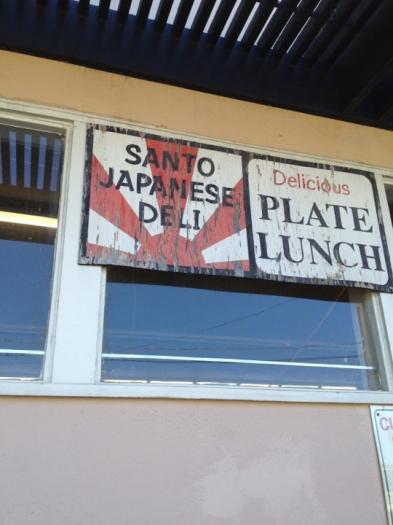 SANTO
JAPANESE
DELI
Delicious
PLATE
LUNCH